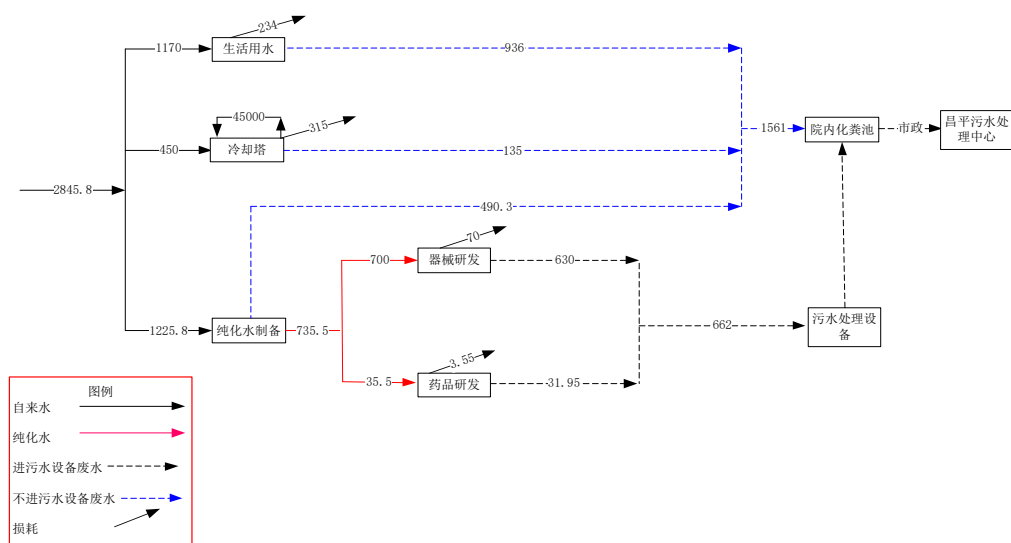 234
1170
生活用水
936
45000
315
450
冷却塔
135
1561
院内化粪池
市政
昌平污水处
理中心
2845.8
490.3
70
700
器械研发
630
1225.8
纯化水制备
735.5
662
污水处理设
备
3.55
35.5
药品研发
31.95
图例
自来水
纯化水
进污水设备废水
不进污水设备废水
损耗